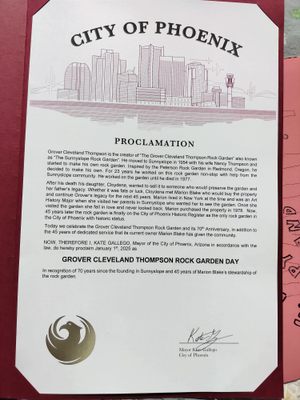 CITY OF PHOENIX
PROCLAMATION
Grover Cleveland Thompson is the creator of "The Grover Cleveland Thompson Rock Garden" also known
as "The Sunnyslope Rock Garden". He moved to Sunnyslope in 1954 with his wife Nancy Thompson and
started to make his own rock garden. Inspired by the Peterson Rock Garden in Redmond, Oregon, he
decided to make his own. For 23 years he worked on this rock garden non-stop with help from the
Sunnyslope community. He worked on the garden until he died in 1977.
After his death his daughter, Cloydena, wanted to sell it to someone who would preserve the garden and
her father's legacy. Whether it was fate or luck, Cloydena met Marion Blake who would buy the property
and continue Grover's legacy for the next 45 years. Marion lived in New York at the time and was an Art
History Major when she visited her parents in Sunnyslope who wanted her to see the garden. Once she
visited the garden she fell in love and never looked back. Marion purchased the property in 1979. Now,
45 years later the rock garden is finally on the City of Phoenix Historic Register as the only rock garden in
the City of Phoenix with historic status.
Today we celebrate the Grover Cleveland Thompson Rock Garden and its 70th Anniversary, in addition to
the 45 years of dedicated service that its current owner Marion Blake has given the community.
NOW, THEREFORE I, KATE GALLEGO, Mayor of the City of Phoenix, Arizona in accordance with the
law, do hereby proclaim January 1st, 2025 as
GROVER CLEVELAND THOMPSON ROCK GARDEN DAY
In recognition of 70 years since the founding in Sunnyslope and 45 years of Marion Blake's stewardship of
the rock garden.
Mayor Kate Gallego
City of Phoenix